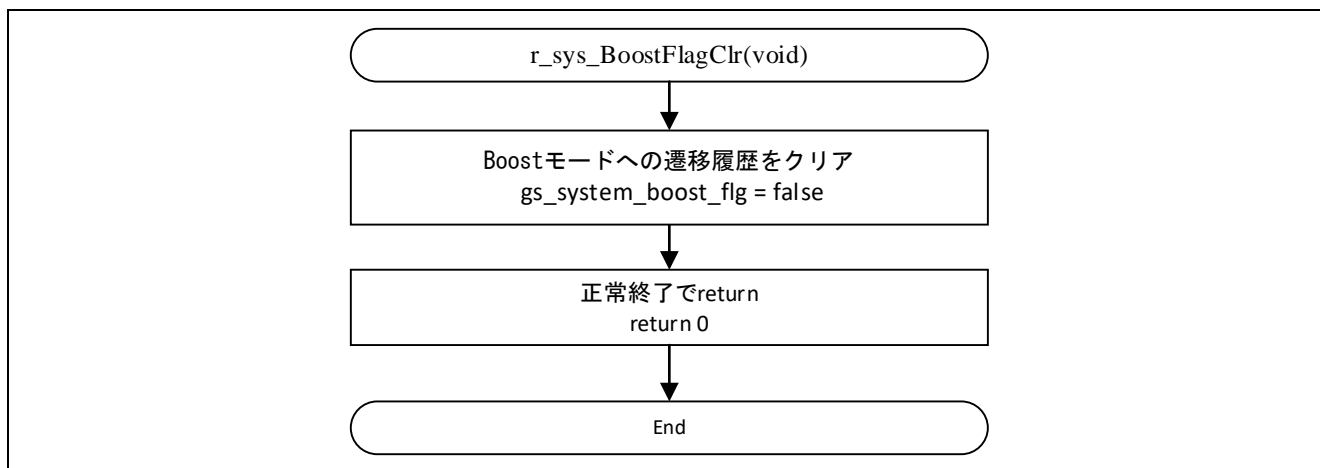 r_sys_BoostFlagClr(void)
Boostモードへの遷移履歴をクリア
gs_system_boost_flg = false
正常終了でreturn
return 0
End